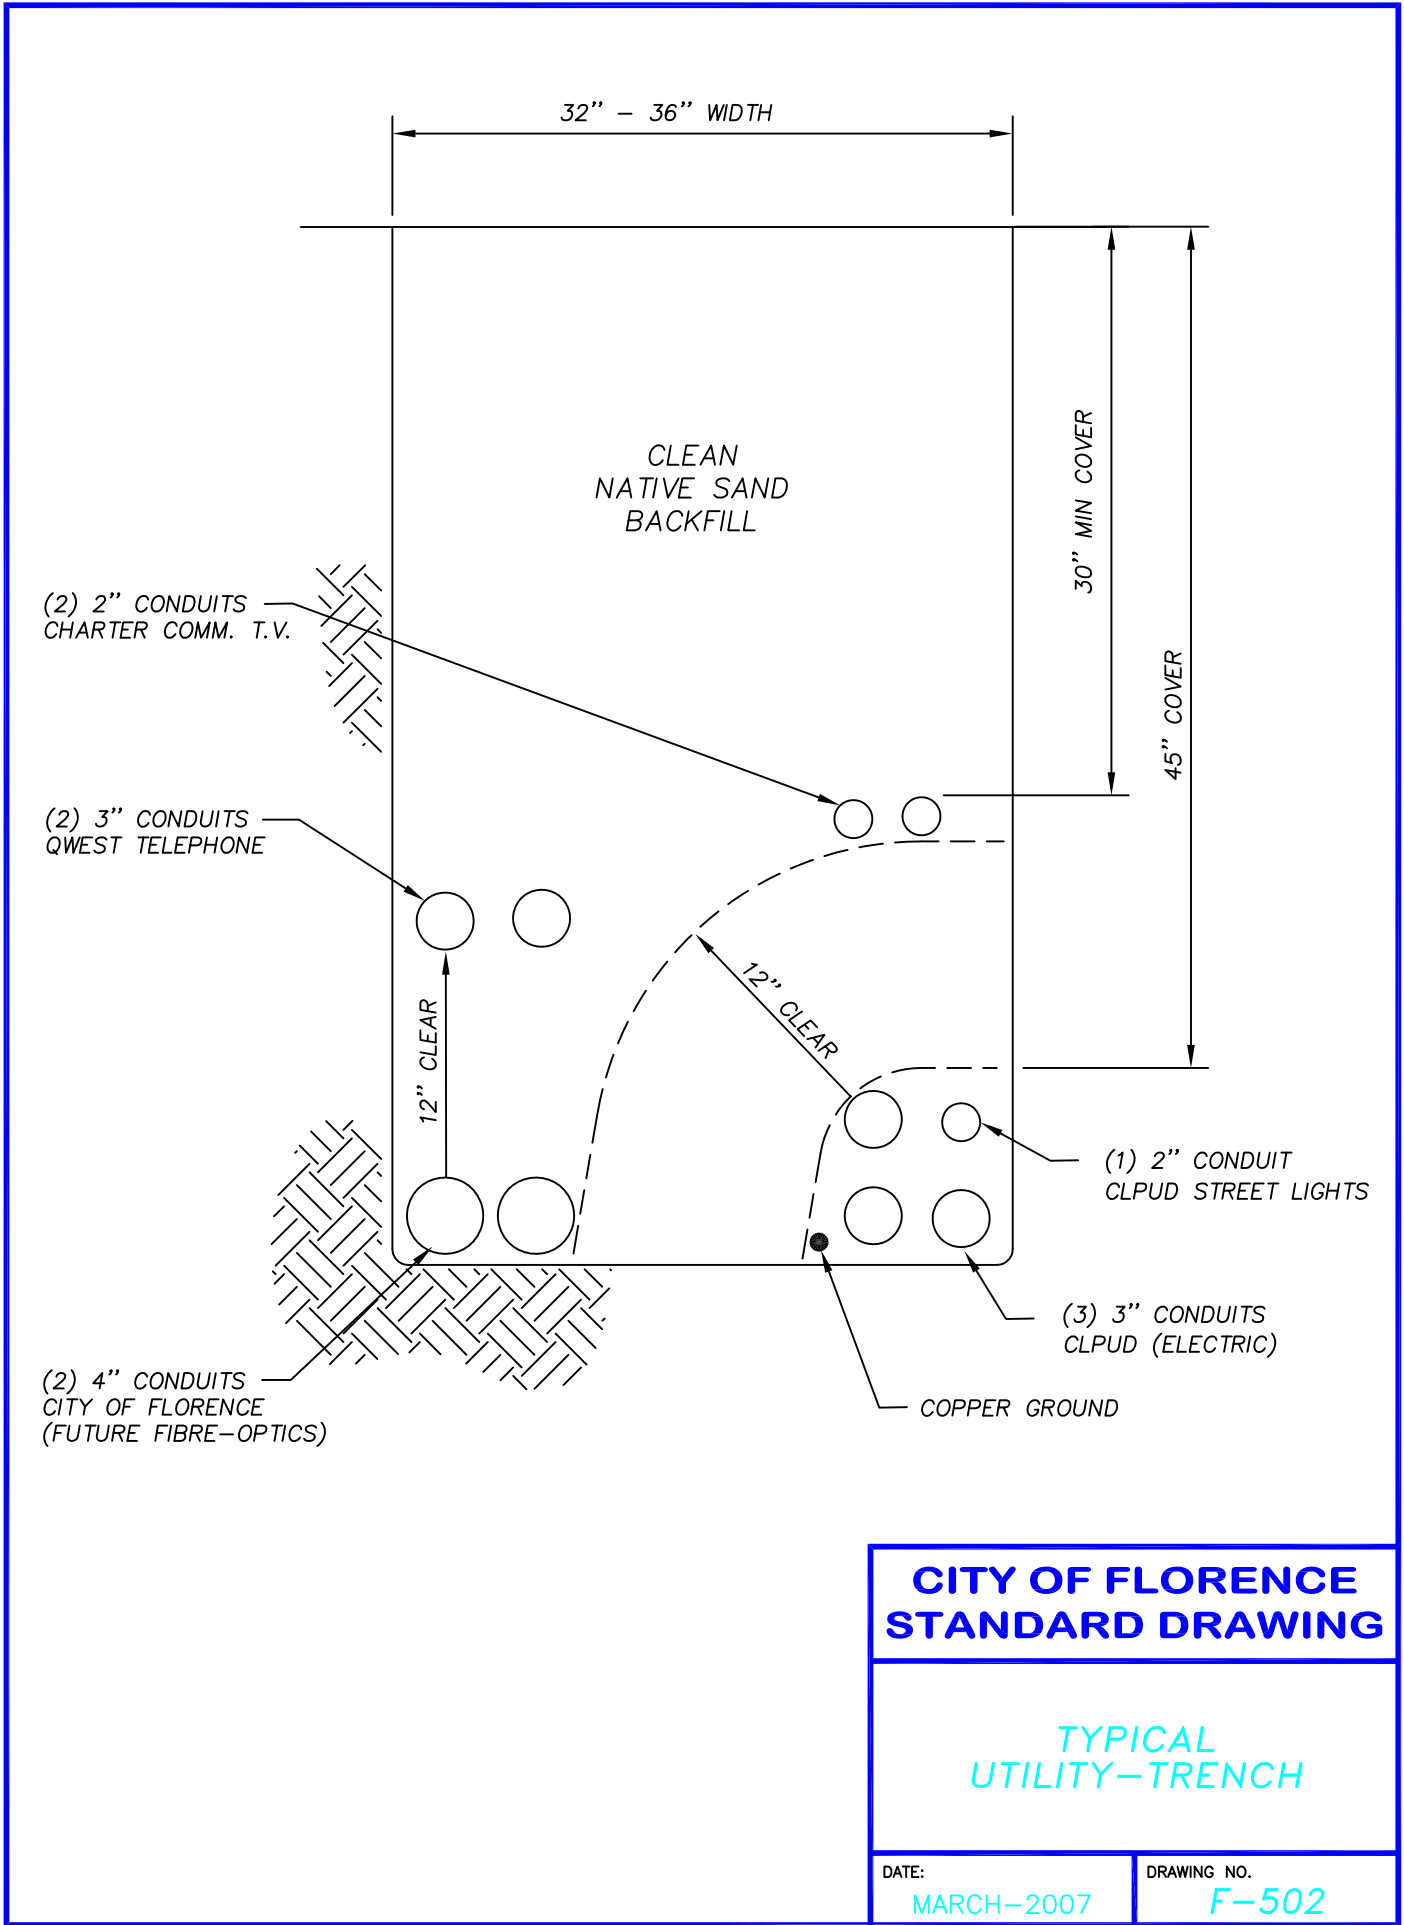 32" - 36" WIDTH
CLEAN
NATIVE SAND
BACKFILL
30" MIN COVER
45" COVER
(2) 2" CONDUITS
CHARTER COMM. T.V.
(2) 3" CONDUITS
QWEST TELEPHONE
12" CLEAR
12" CLEAR
(1) 2" CONDUIT
CLPUD STREET LIGHTS
(3) 3" CONDUITS
CLPUD (ELECTRIC)
(2) 4" CONDUITS
CITY OF FLORENCE
(FUTURE FIBRE-OPTICS)
COPPER GROUND
CITY OF FLORENCE
STANDARD DRAWING
TYPICAL
UTILITY-TRENCH
DATE:
MARCH-2007
DRAWING NO.
F-502